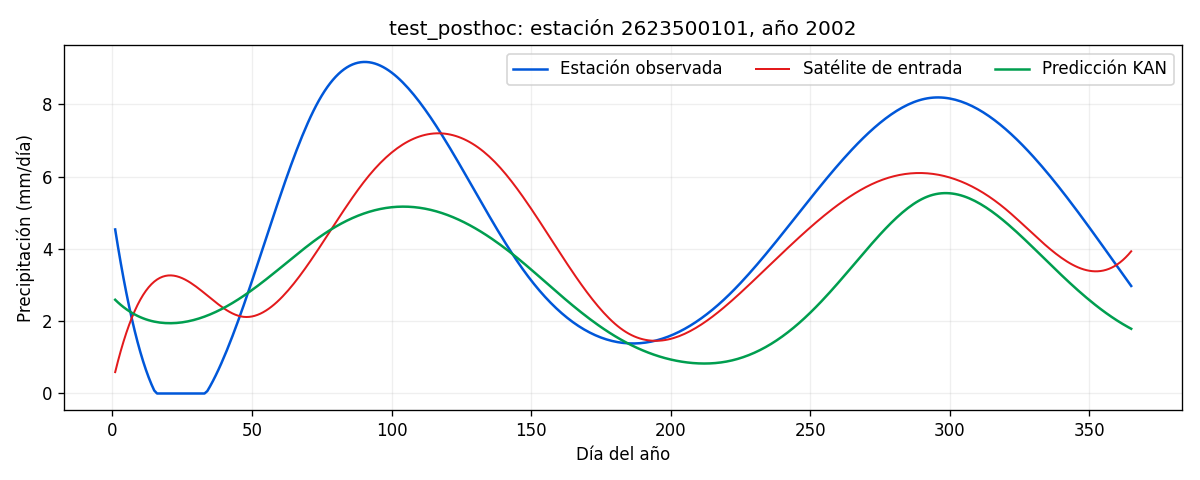 test_posthoc: estación 2623500101, año 2002
Estación observada
Satélite de entrada
Predicción KAN
Precipitación (mm/día)
8
6
4
2
0
0
50
100
150
200
250
300
350
Día del año